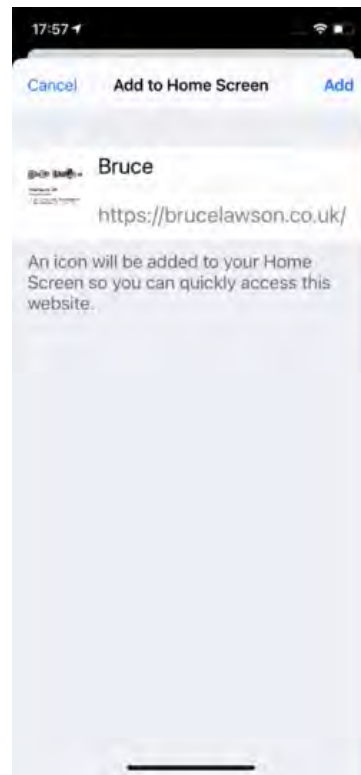 17:57
Cancel Add to Home Screen Add
Bruce
https://brucelawson.co.uk/
An icon will be added to your Home
Screen so you can quickly access this
website.